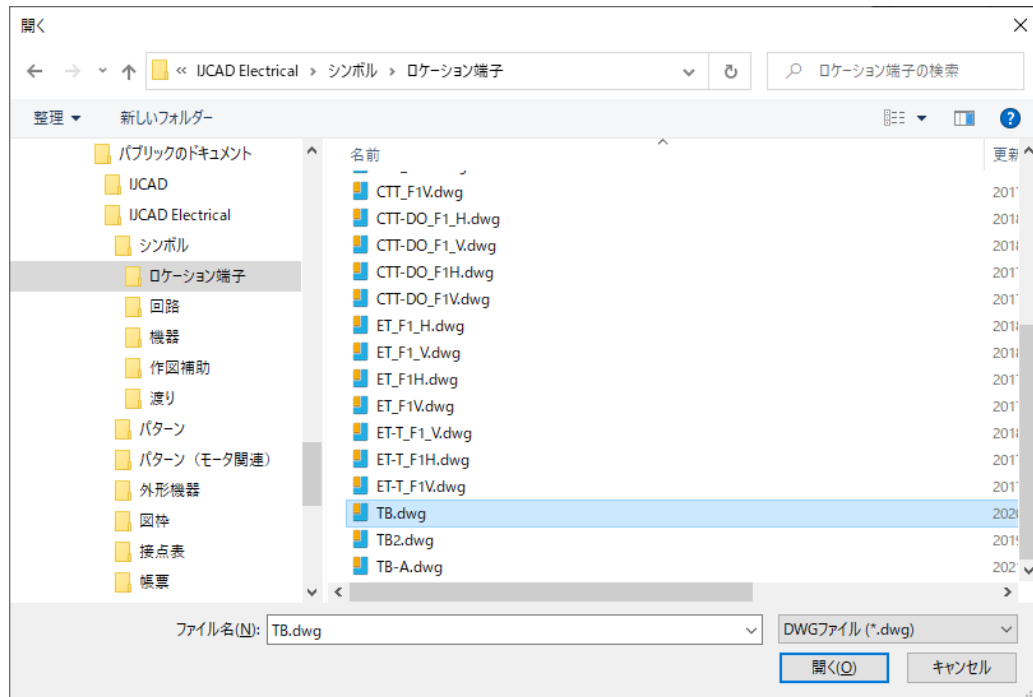 開く
« IJCAD Electrical › シンボル › ロケーション端子
ロケーション端子の検索
整理
新しいフォルダー
パブリックのドキュメント
IJCAD
IJCAD Electrical
シンボル
ロケーション端子
回路
機器
作図補助
渡り
パターン
パターン（モータ関連）
外形機器
図枠
接点表
帳票
名前
更新
CTT_F1V.dwg
CTT-DO_F1_H.dwg
CTT-DO_F1_V.dwg
CTT-DO_F1H.dwg
CTT-DO_F1V.dwg
ET_F1_H.dwg
ET_F1_V.dwg
ET_F1H.dwg
ET_F1V.dwg
ET-T_F1_V.dwg
ET-T_F1H.dwg
ET-T_F1V.dwg
TB.dwg
TB2.dwg
TB-A.dwg
ファイル名(N): TB.dwg
DWGファイル (*.dwg)
開く(O)
キャンセル